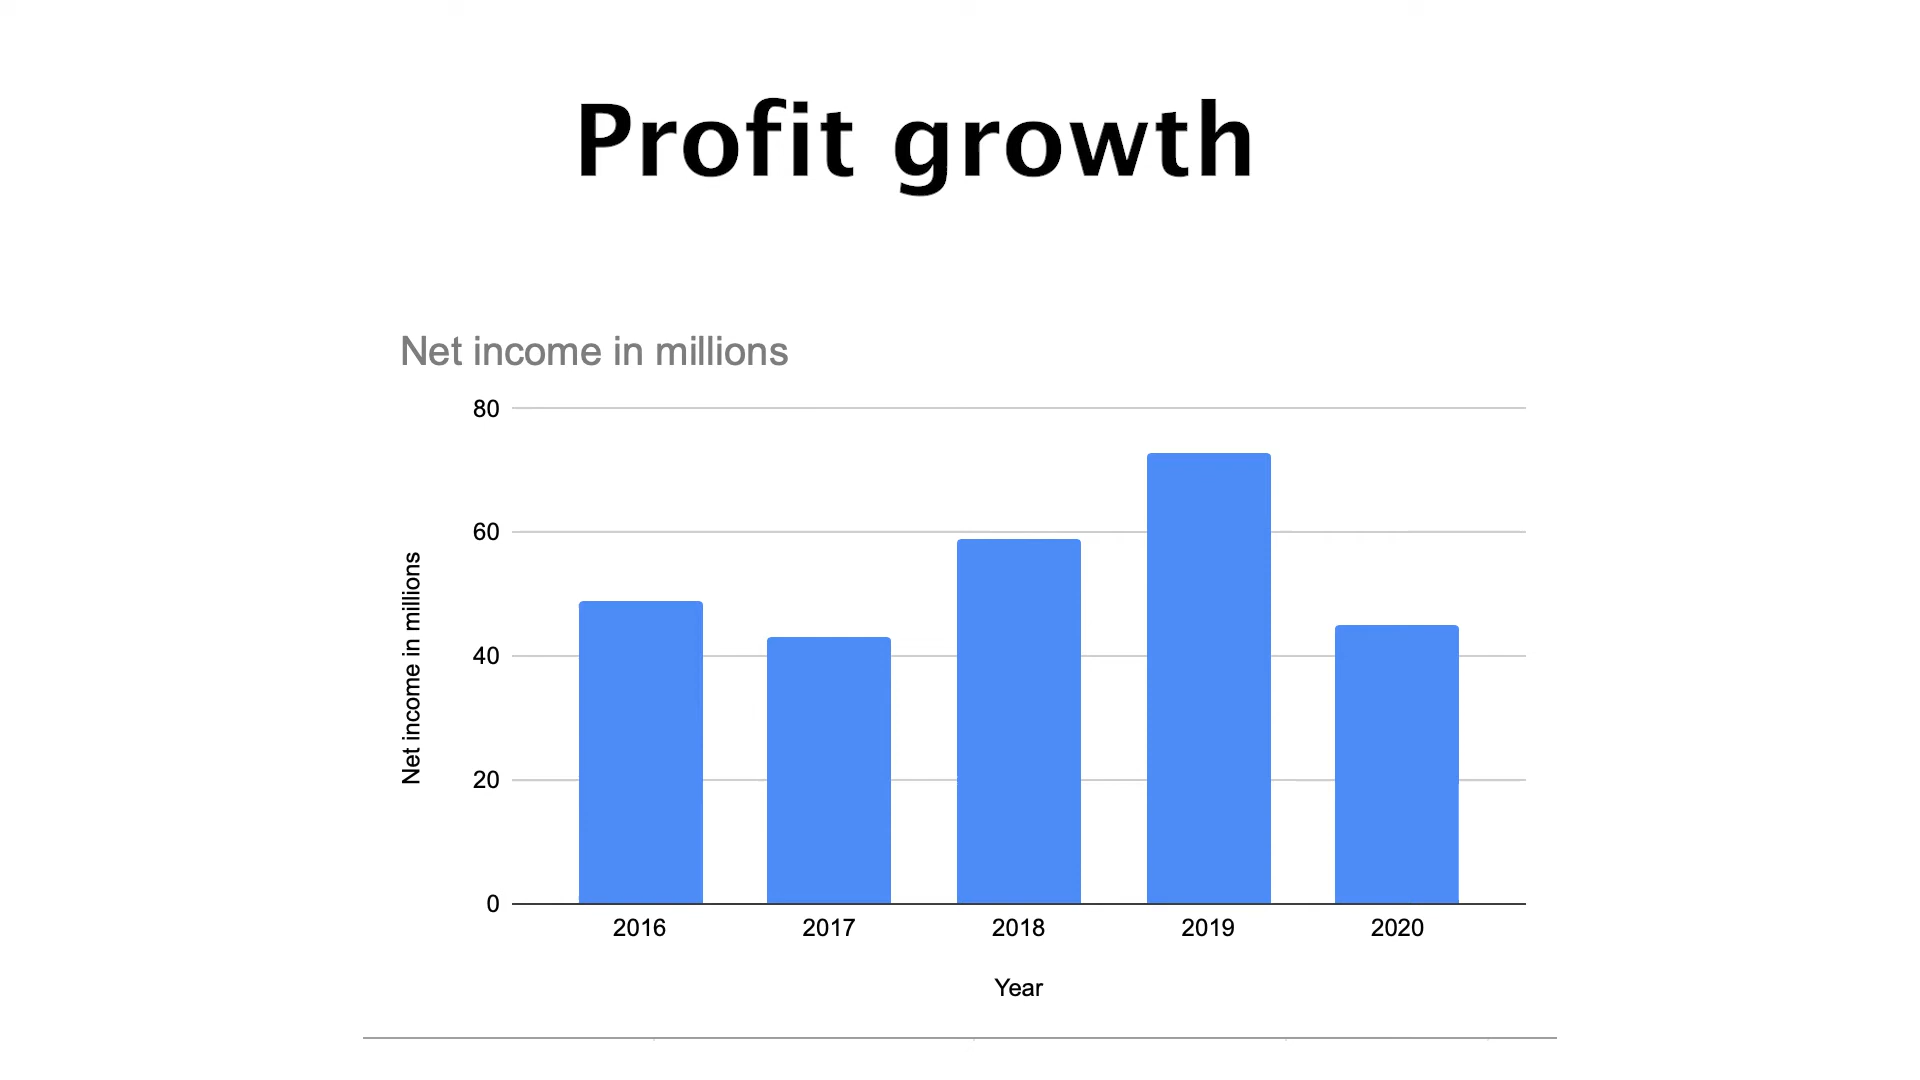 Profit growth
Net income in millions
80
60
40
20
0
Net income in millions
2016 2017 2018 2019 2020
Year